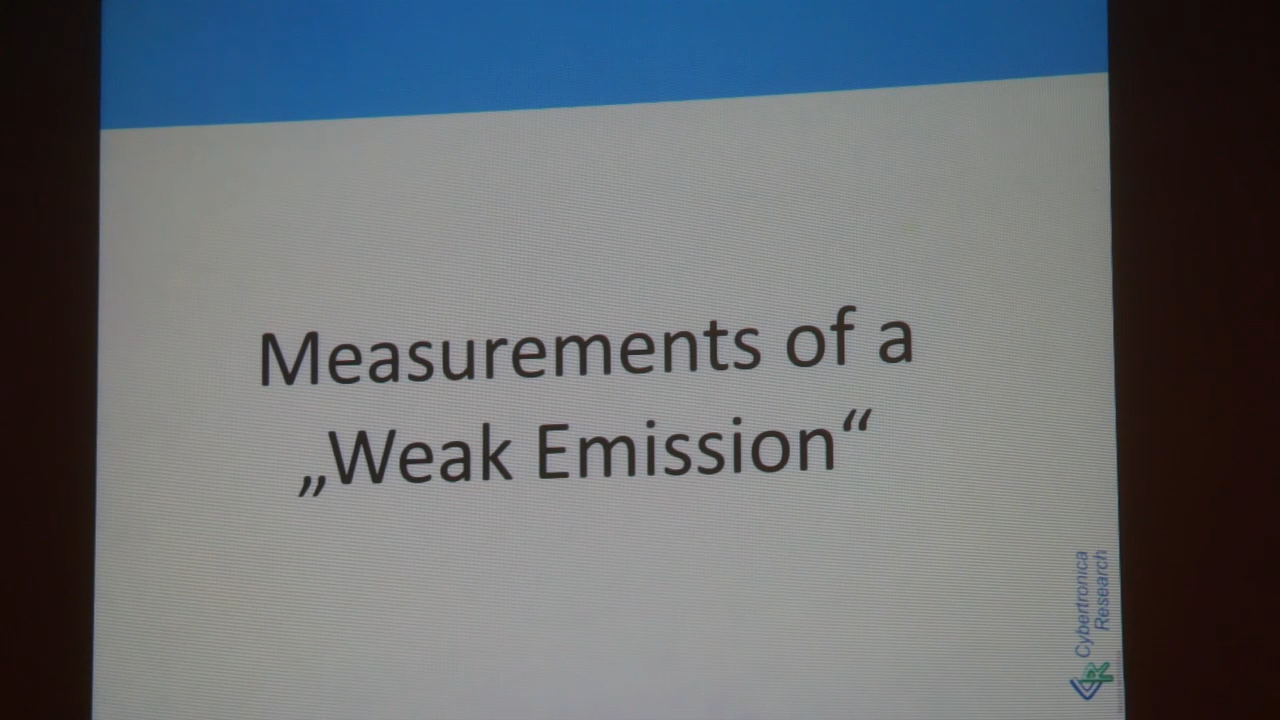 Measurements of a
„Weak Emission“
Cybertronica
Research